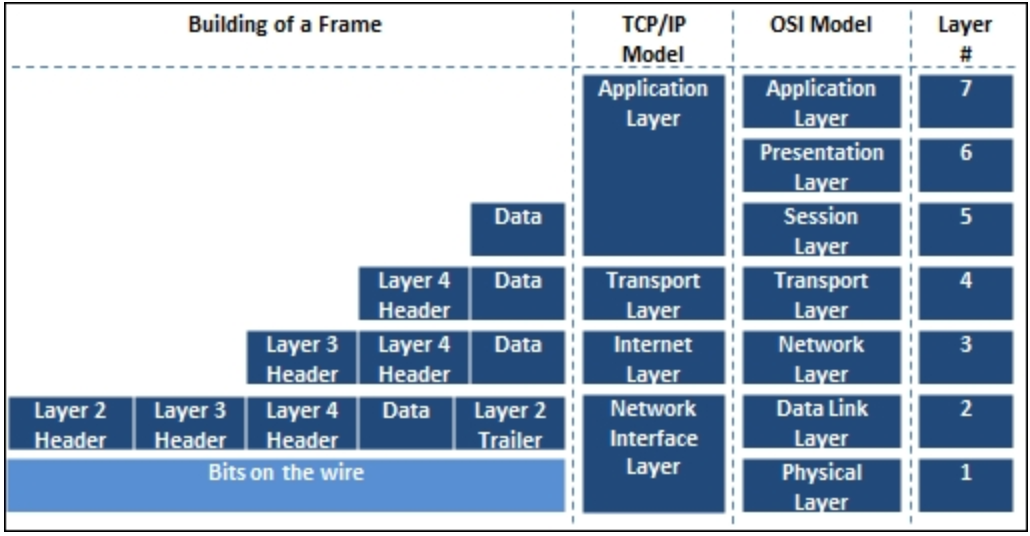 Building of a Frame
TCP/IP
Model
OSI Model
Layer
#
Application
Layer
Application
Layer
7
Presentation
Layer
6
Data
Session
Layer
5
Layer 4
Header
Data
Transport
Layer
Transport
Layer
4
Layer 3
Header
Layer 4
Header
Data
Internet
Layer
Network
Layer
3
Layer 2
Header
Layer 3
Header
Layer 4
Header
Data
Layer 2
Trailer
Network
Interface
Layer
Data Link
Layer
2
Bits on the wire
Physical
Layer
1